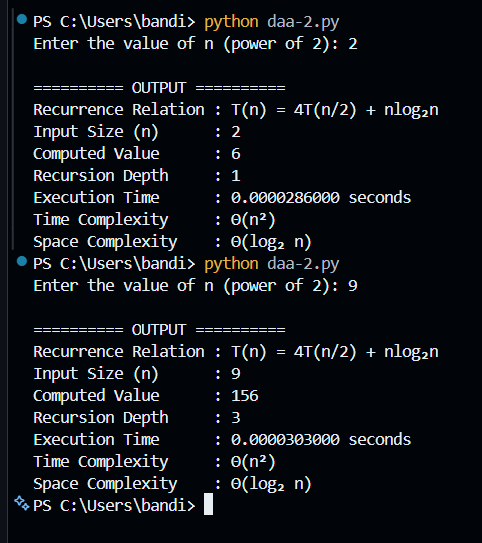 PS C:\Users\bandi> python daa-2.py
Enter the value of n (power of 2): 2
========== OUTPUT ==========
Recurrence Relation : T(n) = 4T(n/2) + nlog₂n
Input Size (n)      : 2
Computed Value      : 6
Recursion Depth     : 1
Execution Time      : 0.0000286000 seconds
Time Complexity     : Θ(n²)
Space Complexity    : Θ(log₂ n)
PS C:\Users\bandi> python daa-2.py
Enter the value of n (power of 2): 9
========== OUTPUT ==========
Recurrence Relation : T(n) = 4T(n/2) + nlog₂n
Input Size (n)      : 9
Computed Value      : 156
Recursion Depth     : 3
Execution Time      : 0.0000303000 seconds
Time Complexity     : Θ(n²)
Space Complexity    : Θ(log₂ n)
PS C:\Users\bandi>